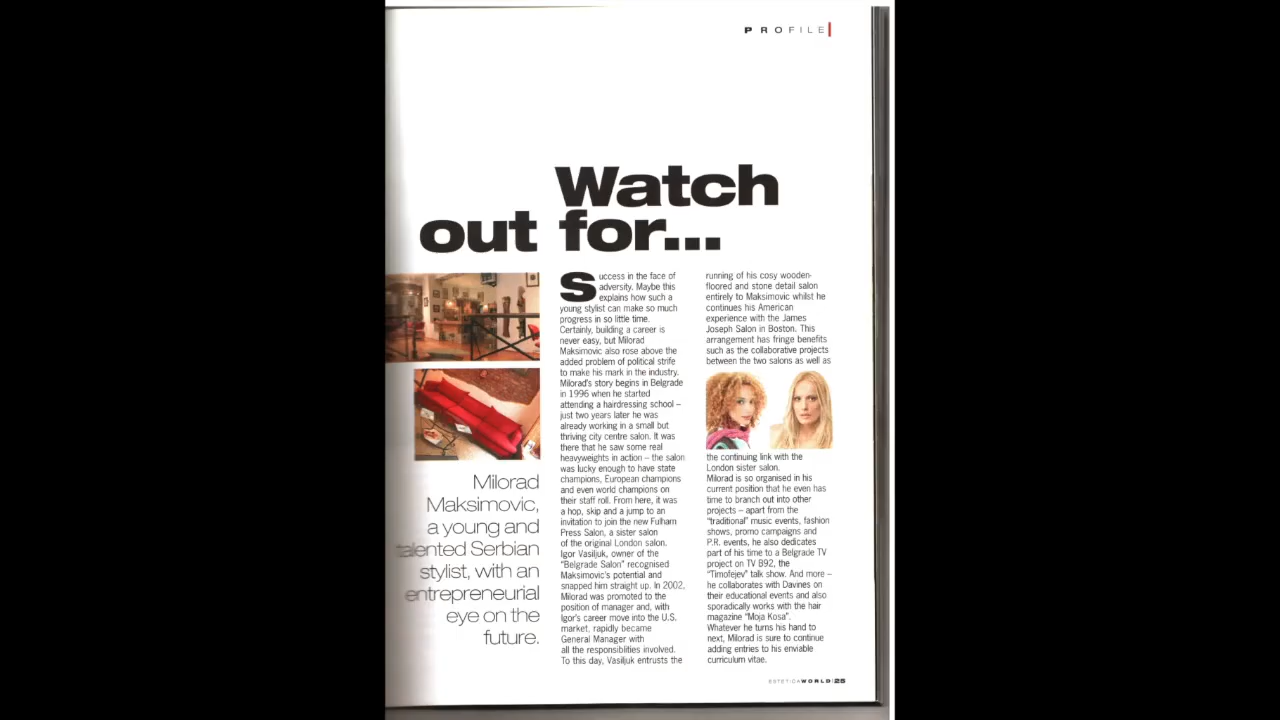 PROFILE
Watch
out for...
Milorad
Maksimovic,
a young and
talented Serbian
stylist, with an
entrepreneurial
eye on the
future.
Success in the face of
adversity. Maybe this
explains how such a
young stylist can make so much
progress in so little time.
Certainly, building a career is
never easy, but Milorad
Maksimovic also rose above the
added problem of political strife
to make his mark in the industry.
Milorad's story begins in Belgrade
in 1996 when he started
attending a hairdressing school –
just two years later he was
already working in a small but
thriving city centre salon. It was
there that he saw some real
heavyweights in action – the salon
was lucky enough to have state
champions, European champions
and even world champions on
their staff roll. From here, it was
a hop, skip and a jump to an
invitation to join the new Fulham
Press Salon, a sister salon
of the original London salon.
Igor Vasiljuk, owner of the
"Belgrade Salon" recognised
Maksimovic's potential and
snapped him straight up. In 2002,
Milorad was promoted to the
position of manager and, with
Igor's career move into the U.S.
market, rapidly became
General Manager with
all the responsiblities involved.
To this day, Vasiljuk entrusts the
running of his cosy wooden-
floored and stone detail salon
entirely to Maksimovic whilst he
continues his American
experience with the James
Joseph Salon in Boston. This
arrangement has fringe benefits
such as the collaborative projects
between the two salons as well as
the continuing link with the
London sister salon.
Milorad is so organised in his
current position that he even has
time to branch out into other
projects – apart from the
"traditional" music events, fashion
shows, promo campaigns and
P.R. events, he also dedicates
part of his time to a Belgrade TV
project on TV B92, the
"Timofejev" talk show. And more –
he collaborates with Davines on
their educational events and also
sporadically works with the hair
magazine "Moja Kosa".
Whatever he turns his hand to
next, Milorad is sure to continue
adding entries to his enviable
curriculum vitae.
ESTETICAWORLD|25